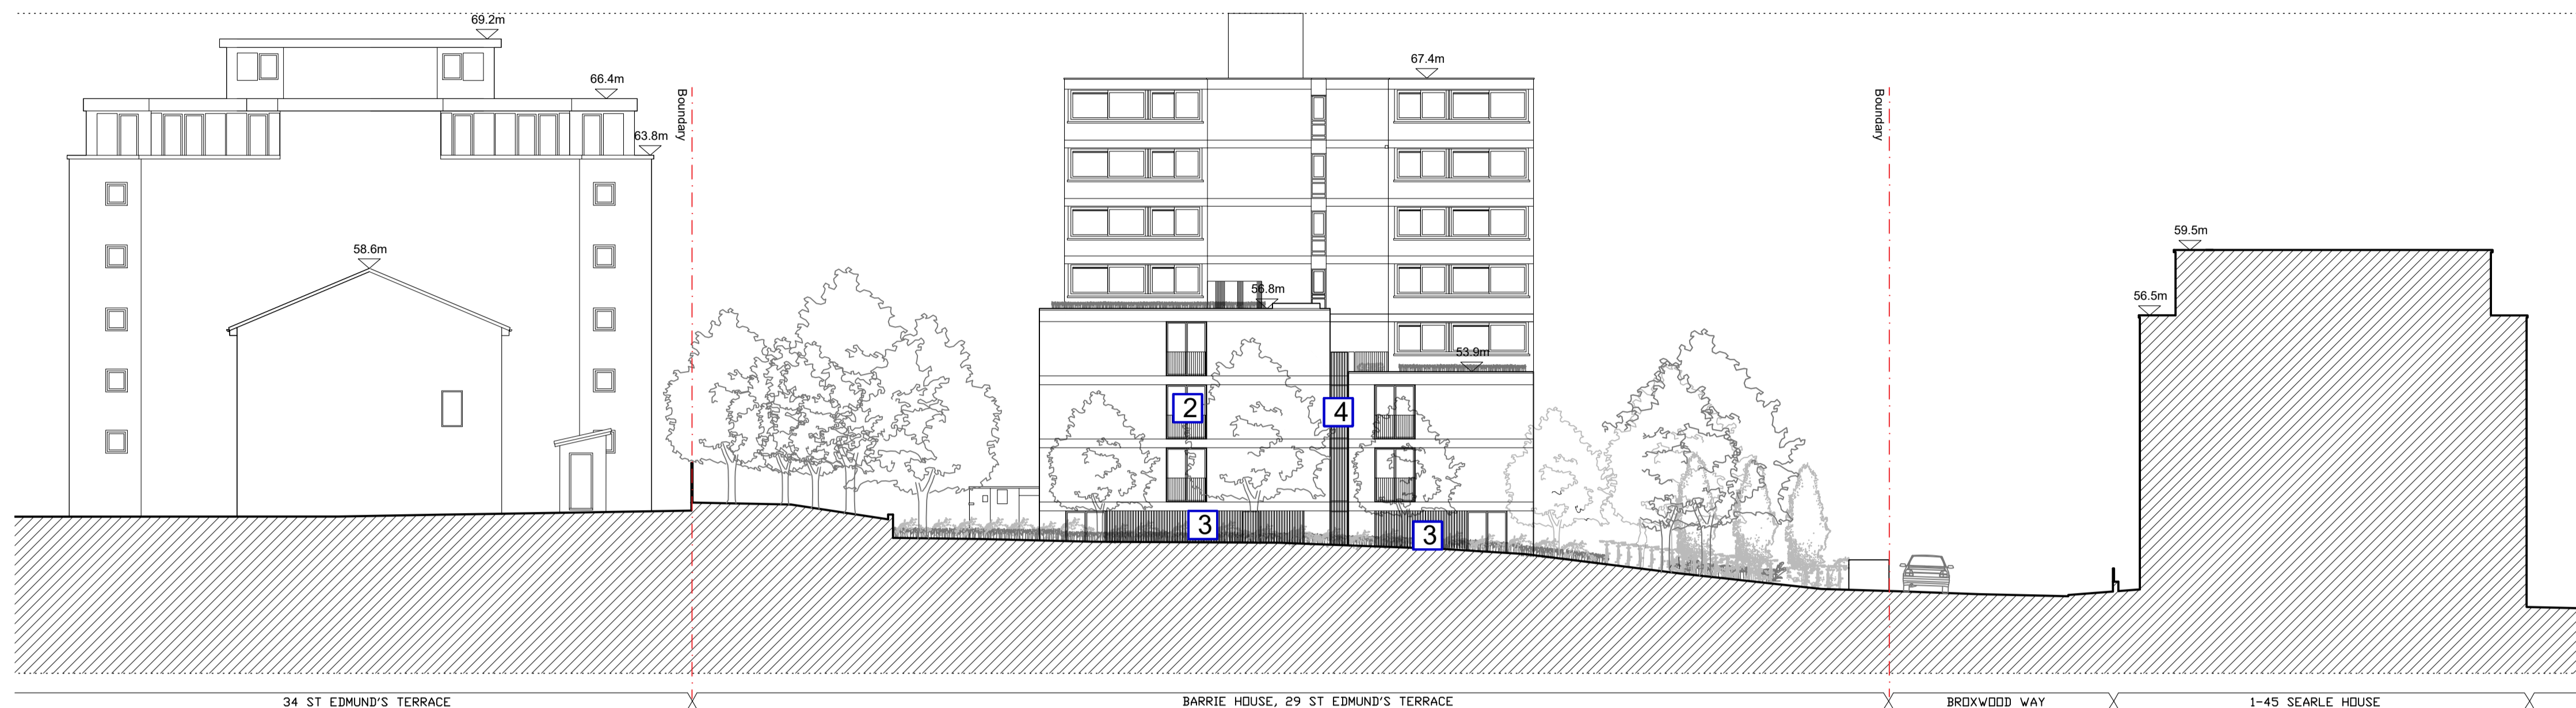 69.2m
66.4m
63.8m
58.6m
Boundary
67.4m
56.8m
53.9m
2
4
3
3
Boundary
59.5m
56.5m
34 ST EDMUND'S TERRACE
BARRIE HOUSE, 29 ST EDMUND'S TERRACE
BROXWOOD WAY
1-45 SEARLE HOUSE